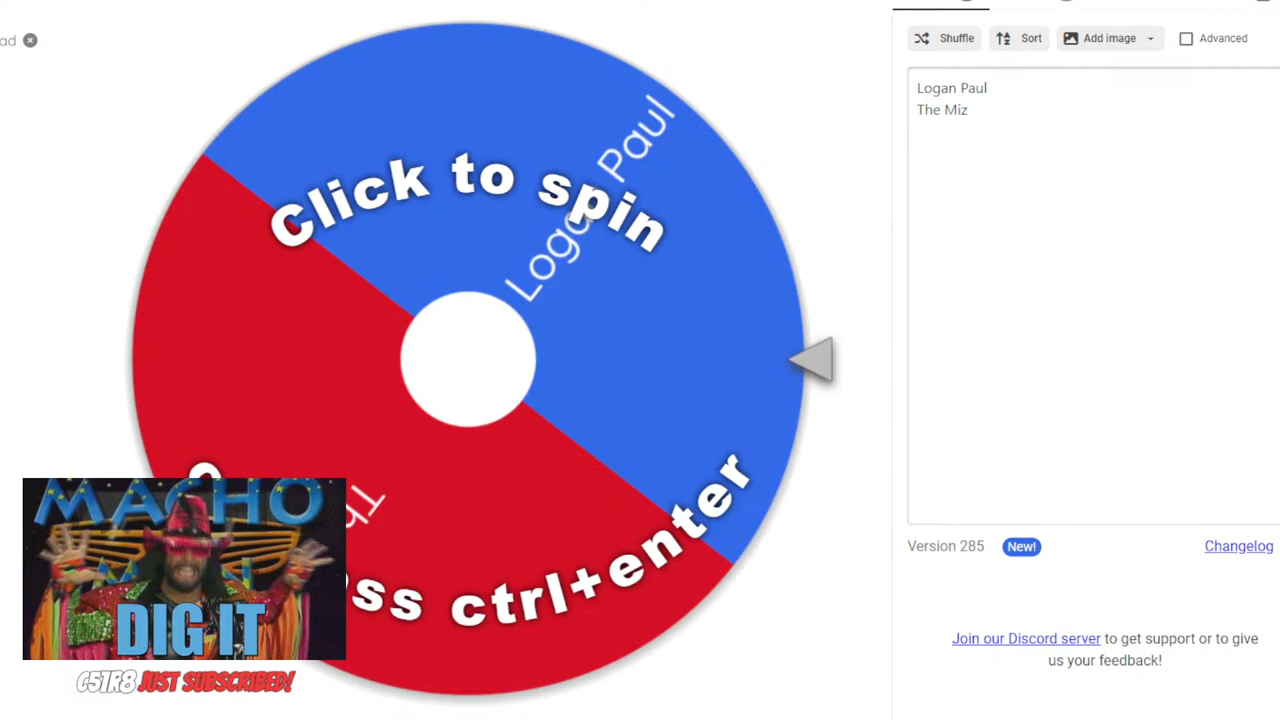 ad
Shuffle
Sort
Add image
Advanced
Logan Paul
The Miz
Click to spin
Logan Paul
ctrl+enter
Version 285
New!
Changelog
Join our Discord server to get support or to give
us your feedback!
MACHO
DIG IT
C51R8 JUST SUBSCRIBED!